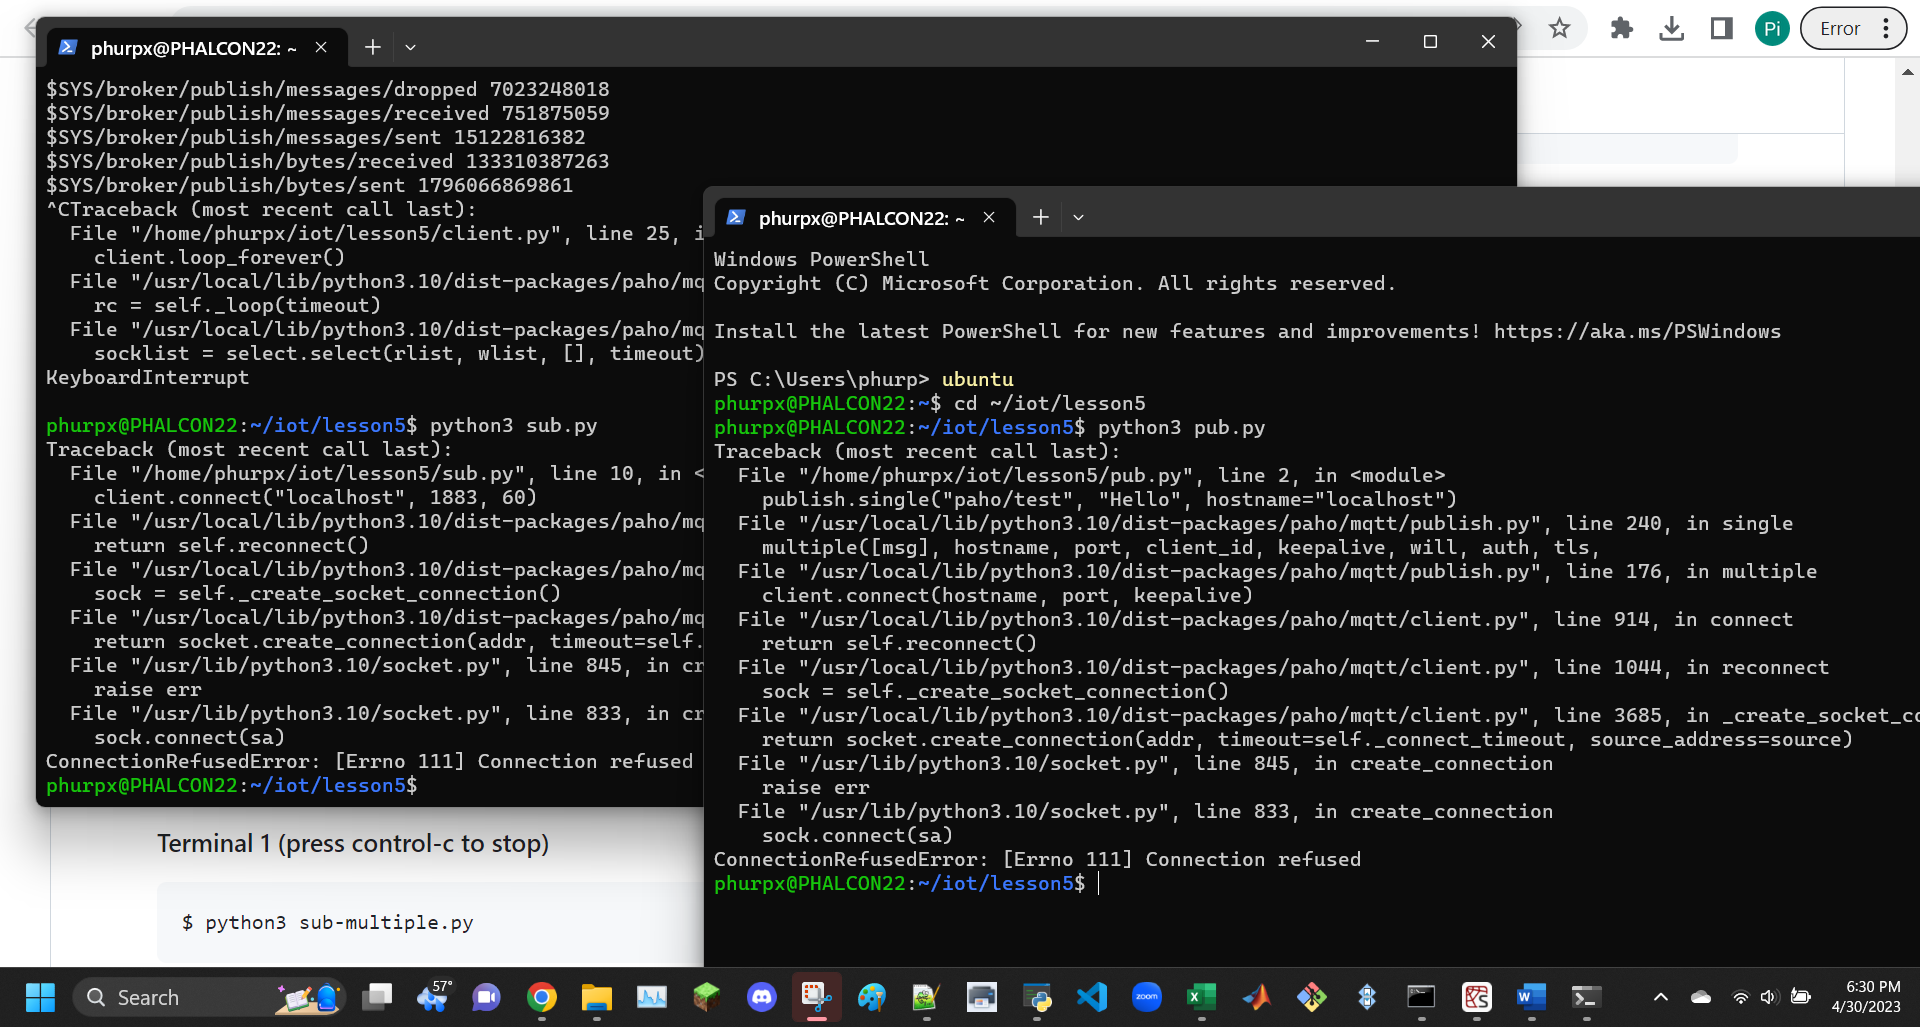 Pi
Error
phurpx@PHALCON22: ~
$SYS/broker/publish/messages/dropped 7023248018
$SYS/broker/publish/messages/received 751875059
$SYS/broker/publish/messages/sent 15122816382
$SYS/broker/publish/bytes/received 133310387263
$SYS/broker/publish/bytes/sent 1796066869861
^CTraceback (most recent call last):
File "/home/phurpx/iot/lesson5/client.py", line 25, i
client.loop_forever()
File "/usr/local/lib/python3.10/dist-packages/paho/mq
rc = self._loop(timeout)
File "/usr/local/lib/python3.10/dist-packages/paho/mq
socklist = select.select(rlist, wlist, [], timeout)
KeyboardInterrupt
phurpx@PHALCON22:~/iot/lesson5$ python3 sub.py
Traceback (most recent call last):
File "/home/phurpx/iot/lesson5/sub.py", line 10, in <
client.connect("localhost", 1883, 60)
File "/usr/local/lib/python3.10/dist-packages/paho/mq
return self.reconnect()
File "/usr/local/lib/python3.10/dist-packages/paho/mq
sock = self._create_socket_connection()
File "/usr/local/lib/python3.10/dist-packages/paho/mq
return socket.create_connection(addr, timeout=self.
File "/usr/lib/python3.10/socket.py", line 845, in cr
raise err
File "/usr/lib/python3.10/socket.py", line 833, in cr
sock.connect(sa)
ConnectionRefusedError: [Errno 111] Connection refused
phurpx@PHALCON22:~/iot/lesson5$
phurpx@PHALCON22: ~
Windows PowerShell
Copyright (C) Microsoft Corporation. All rights reserved.
Install the latest PowerShell for new features and improvements! https://aka.ms/PSWindows
PS C:\Users\phurp> ubuntu
phurpx@PHALCON22:~$ cd ~/iot/lesson5
phurpx@PHALCON22:~/iot/lesson5$ python3 pub.py
Traceback (most recent call last):
File "/home/phurpx/iot/lesson5/pub.py", line 2, in <module>
publish.single("paho/test", "Hello", hostname="localhost")
File "/usr/local/lib/python3.10/dist-packages/paho/mqtt/publish.py", line 240, in single
multiple([msg], hostname, port, client_id, keepalive, will, auth, tls,
File "/usr/local/lib/python3.10/dist-packages/paho/mqtt/publish.py", line 176, in multiple
client.connect(hostname, port, keepalive)
File "/usr/local/lib/python3.10/dist-packages/paho/mqtt/client.py", line 914, in connect
return self.reconnect()
File "/usr/local/lib/python3.10/dist-packages/paho/mqtt/client.py", line 1044, in reconnect
sock = self._create_socket_connection()
File "/usr/local/lib/python3.10/dist-packages/paho/mqtt/client.py", line 3685, in _create_socket_co
return socket.create_connection(addr, timeout=self._connect_timeout, source_address=source)
File "/usr/lib/python3.10/socket.py", line 845, in create_connection
raise err
File "/usr/lib/python3.10/socket.py", line 833, in create_connection
sock.connect(sa)
ConnectionRefusedError: [Errno 111] Connection refused
phurpx@PHALCON22:~/iot/lesson5$
Terminal 1 (press control-c to stop)
$ python3 sub-multiple.py
Search
57°
zoom
6:30 PM
4/30/2023